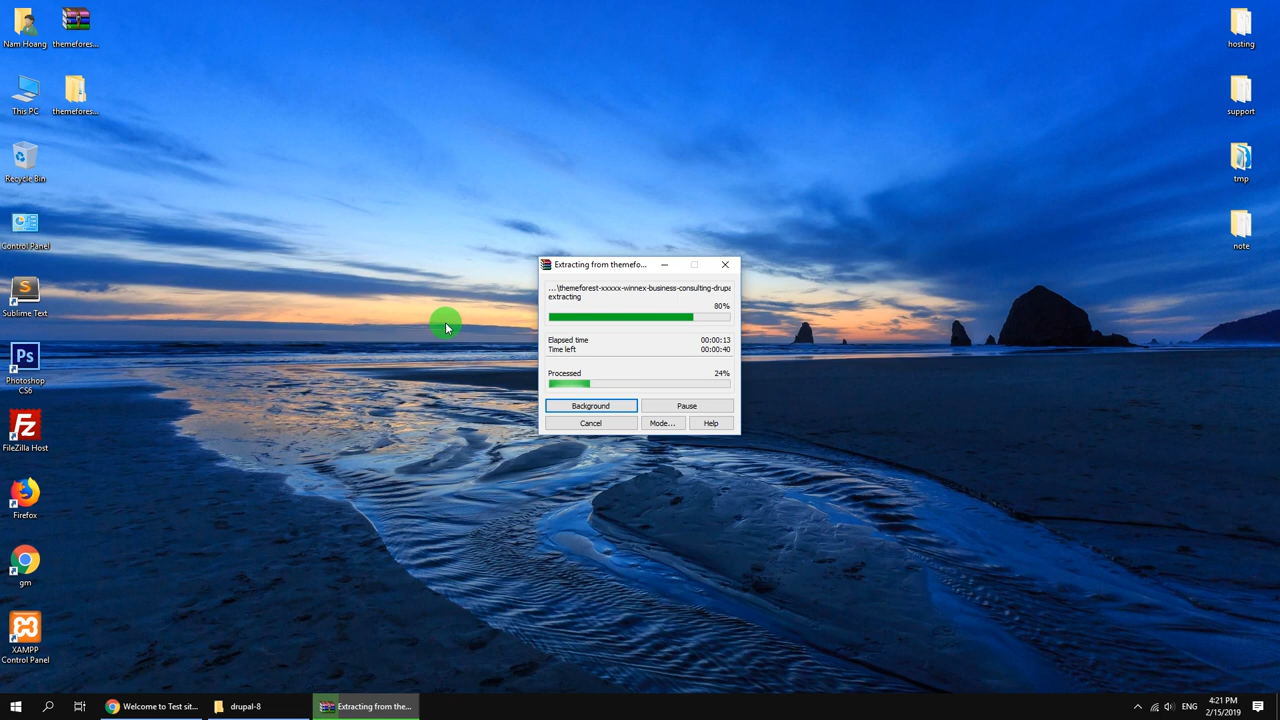 Nam Hoang
themefores...
This PC
themefores...
Recycle Bin
Control Panel
Sublime Text
Ps
Photoshop
CS6
FileZilla Host
Firefox
gm
XAMPP
Control Panel
hosting
support
tmp
note
Extracting from themefo...
...\themeforest-xxxxx-winnex-business-consulting-drupa
extracting
80%
Elapsed time 00:00:13
Time left 00:00:40
Processed 24%
Background Pause
Cancel Mode... Help
Welcome to Test sit...
drupal-8
Extracting from the...
ENG
4:21 PM
2/15/2019